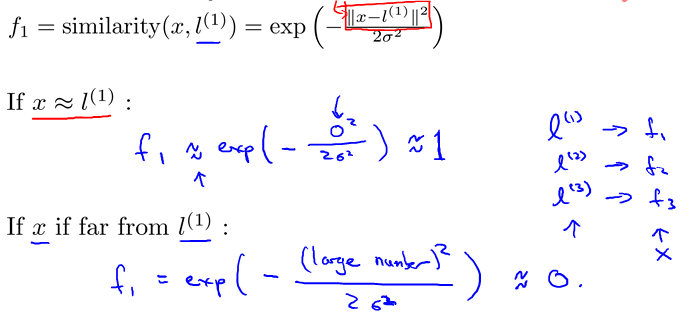 f₁ = similarity(x, l⁽¹⁾) = exp(−‖x−l⁽¹⁾‖²/2σ²)
If x ≈ l⁽¹⁾ :
f₁ ≈ exp(− 0²/2σ²) ≈ 1
l⁽¹⁾ → f₁
l⁽²⁾ → f₂
l⁽³⁾ → f₃
x
If x if far from l⁽¹⁾ :
f₁ = exp(− (large number)²/2σ²) ≈ 0.